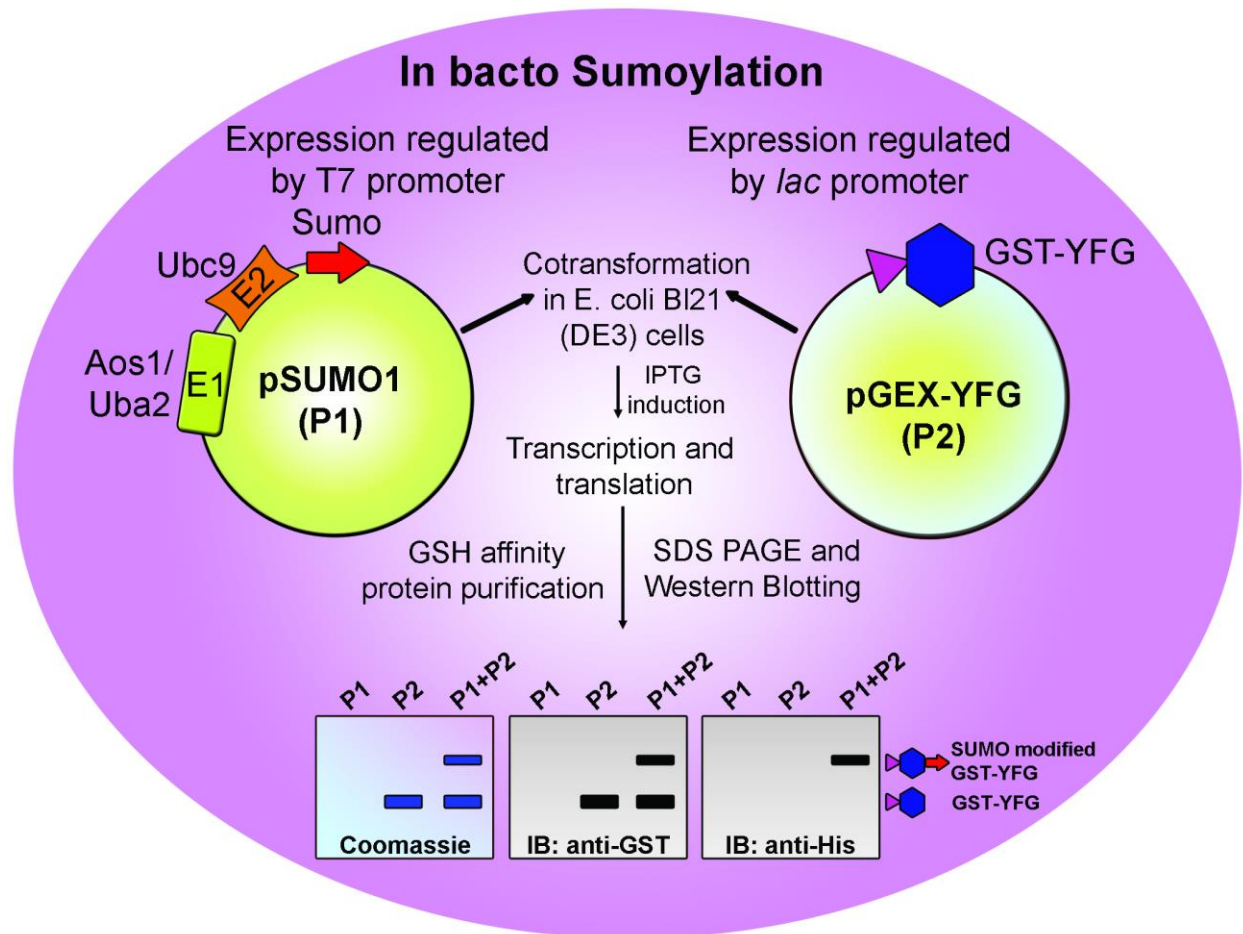 In bacto Sumoylation
Expression regulated
by T7 promoter
Sumo
Ubc9
E2
Aos1/
Uba2
E1
pSUMO1
(P1)
Expression regulated
by lac promoter
GST-YFG
pGEX-YFG
(P2)
Cotransformation
in E. coli Bl21
(DE3) cells
IPTG
induction
Transcription and
translation
GSH affinity
protein purification
SDS PAGE and
Western Blotting
P1 P2 P1+P2
Coomassie
P1 P2 P1+P2
IB: anti-GST
P1 P2 P1+P2
IB: anti-His
SUMO modified
GST-YFG
GST-YFG